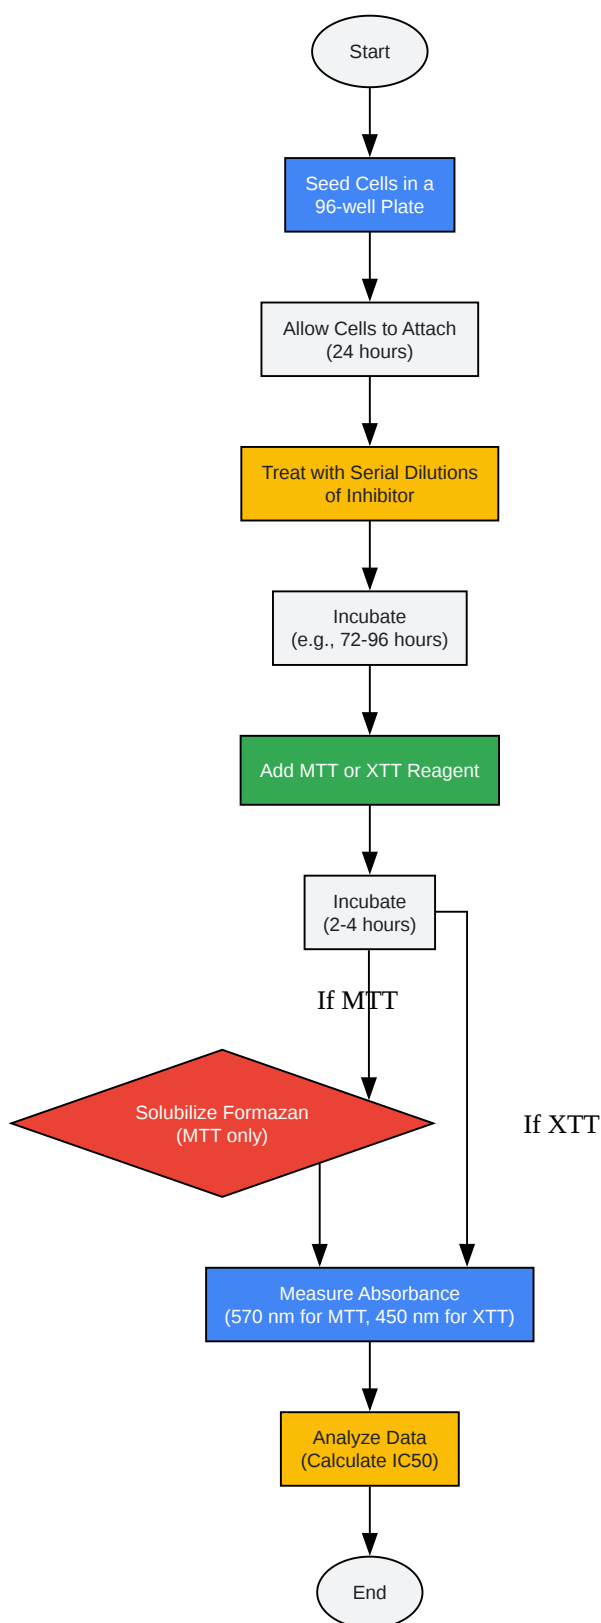 Start
Seed Cells in a
96-well Plate
Allow Cells to Attach
(24 hours)
Treat with Serial Dilutions
of Inhibitor
Incubate
(e.g., 72-96 hours)
Add MTT or XTT Reagent
Incubate
(2-4 hours)
If MTT
Solubilize Formazan
(MTT only)
If XTT
Measure Absorbance
(570 nm for MTT, 450 nm for XTT)
Analyze Data
(Calculate IC50)
End